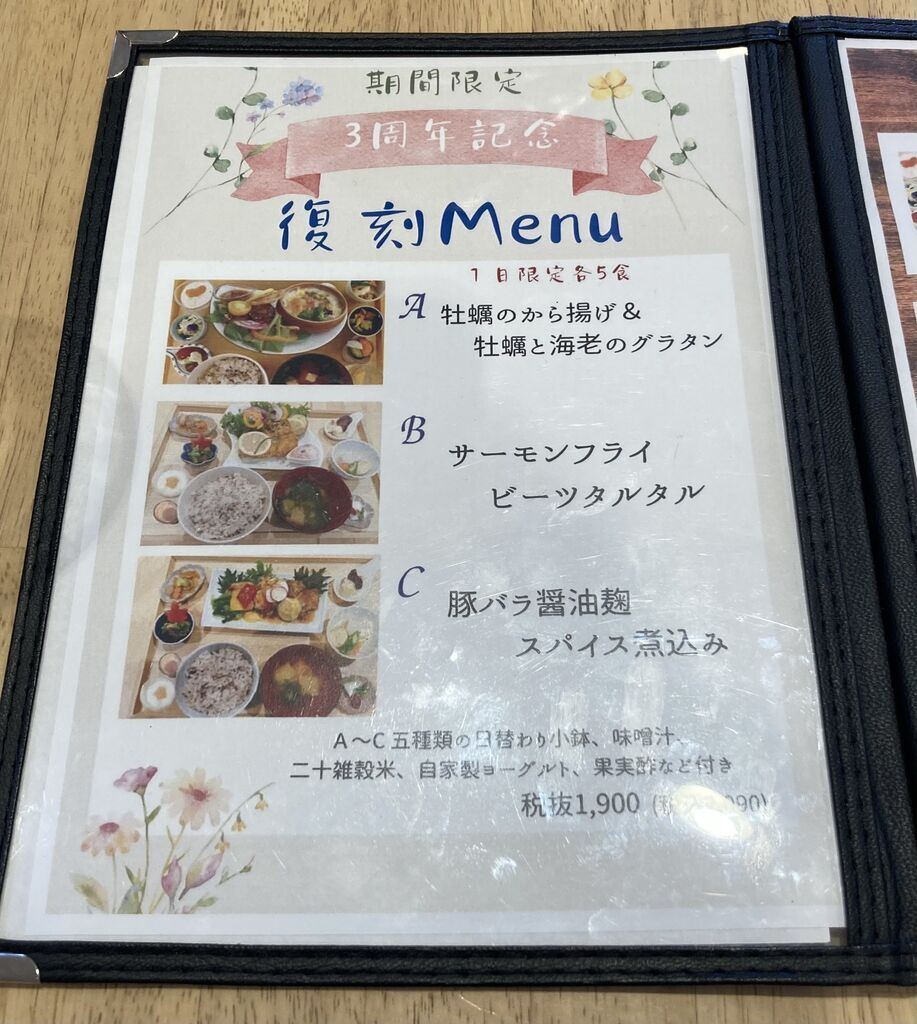 期間限定
3周年記念
復刻Menu
1日限定各5食
A 牡蠣のから揚げ&
牡蠣と海老のグラタン
B サーモンフライ
ビーツタルタル
C 豚バラ醤油麹
スパイス煮込み
A〜C 五種類の日替わり小鉢、味噌汁、
二十雑穀米、自家製ヨーグルト、果実酢など付き
税抜1,900